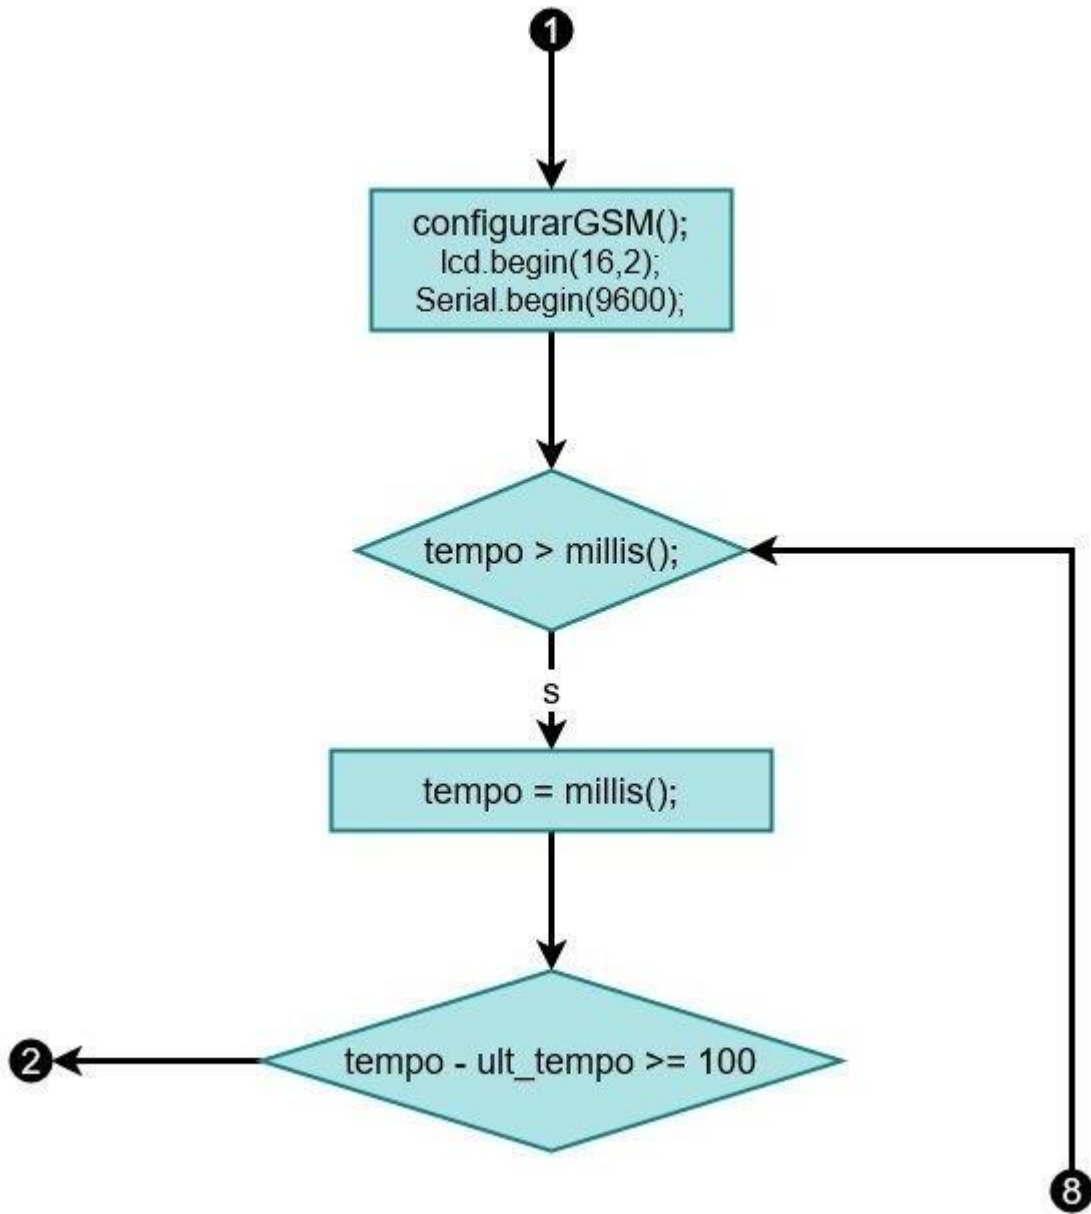 1
configurarGSM();
lcd.begin(16,2);
Serial.begin(9600);
tempo > millis();
s
tempo = millis();
tempo - ult_tempo >= 100
2
8